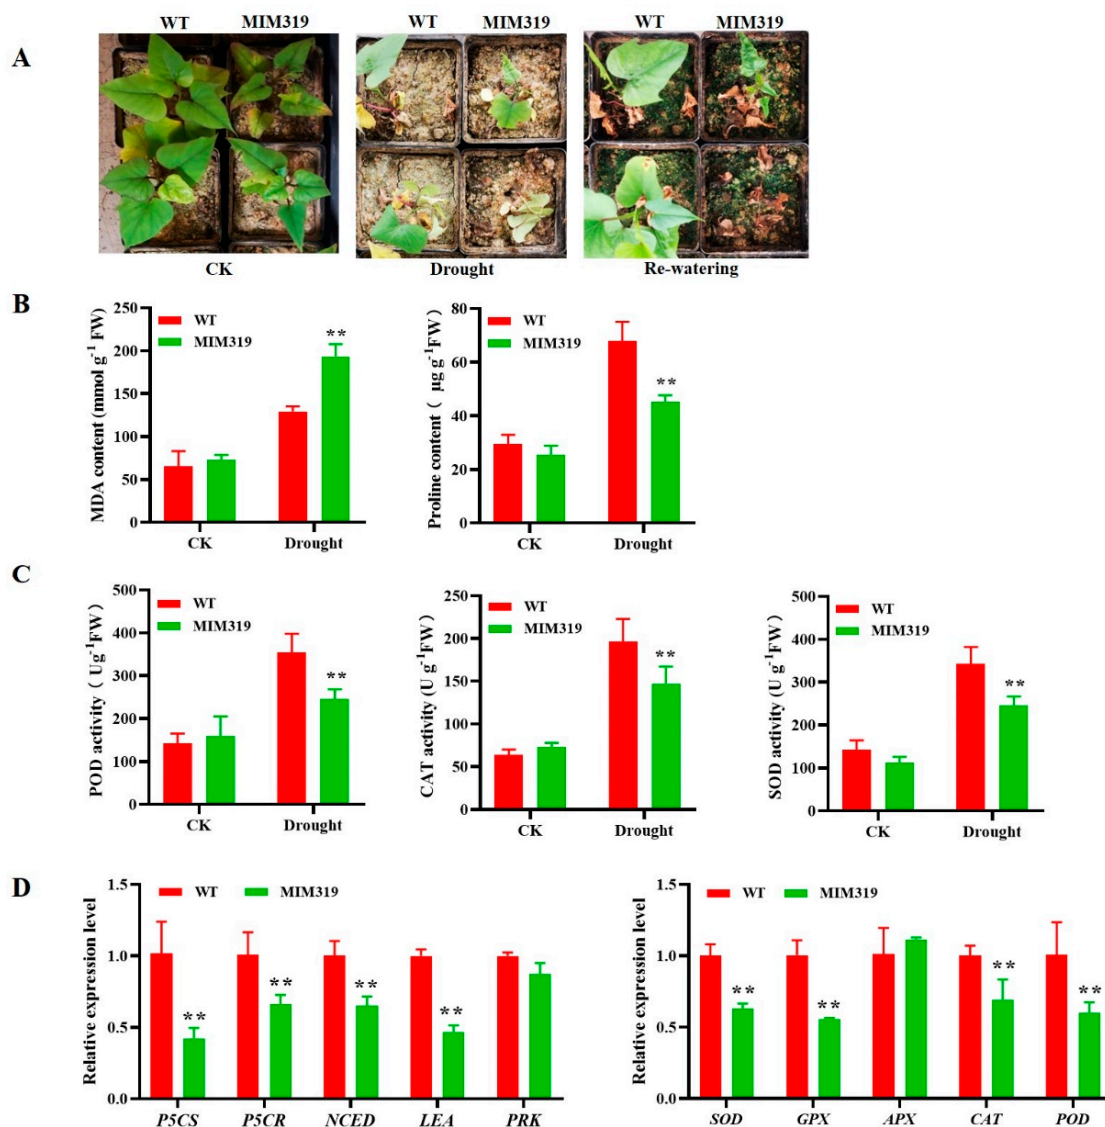 A
WT MIM319 WT MIM319 WT MIM319
CK Drought Re-watering
B
MDA content (mmol g⁻¹ FW)
250
200
150
100
50
0
WT
MIM319
**
CK Drought
Proline content ( μg g⁻¹FW)
80
60
40
20
0
WT
MIM319
**
CK Drought
C
POD activity ( Ug⁻¹FW)
500
400
300
200
100
0
WT
MIM319
**
CK Drought
CAT activity (U g⁻¹FW)
250
200
150
100
50
0
WT
MIM319
**
CK Drought
SOD activity (U g⁻¹FW)
500
400
300
200
100
0
WT
MIM319
**
CK Drought
D
Relative expression level
1.5
1.0
0.5
0.0
WT MIM319
** ** ** **
P5CS P5CR NCED LEA PRK
Relative expression level
1.5
1.0
0.5
0.0
WT MIM319
** ** ** **
SOD GPX APX CAT POD